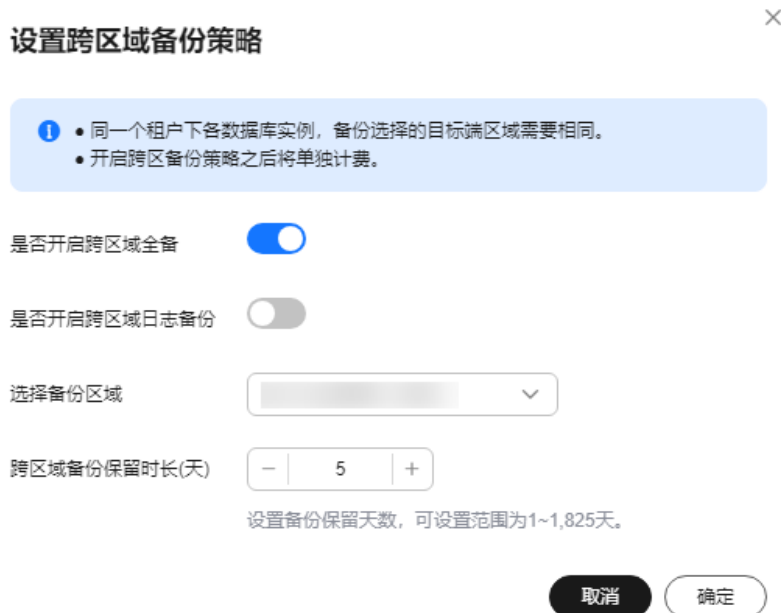 设置跨区域备份策略
● 同一个租户下各数据库实例，备份选择的目标端区域需要相同。
● 开启跨区备份策略之后将单独计费。
是否开启跨区域全备
是否开启跨区域日志备份
选择备份区域
跨区域备份保留时长(天)
5
设置备份保留天数，可设置范围为1~1,825天。
取消 确定